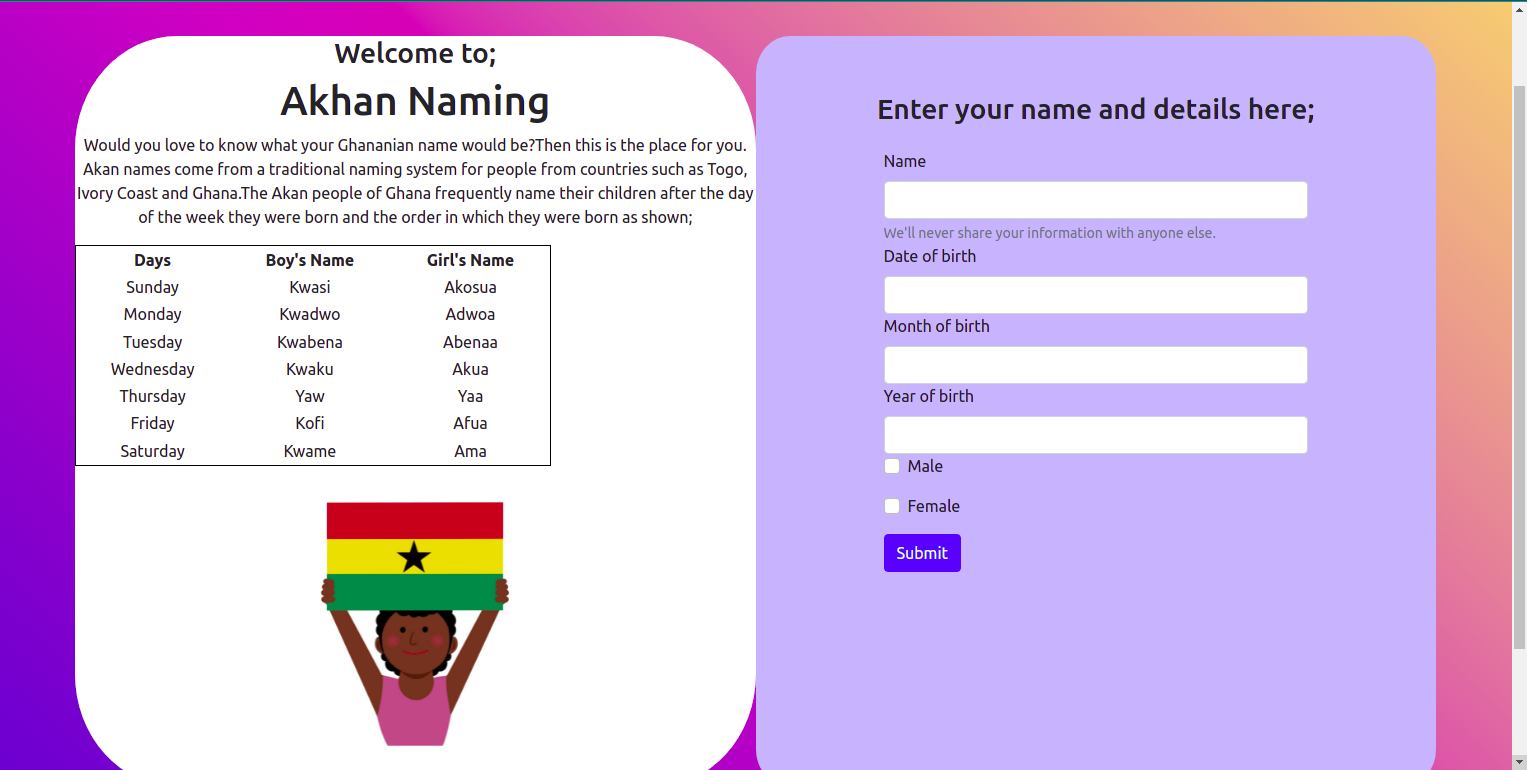 Welcome to;
Akhan Naming
Would you love to know what your Ghananian name would be?Then this is the place for you.
Akan names come from a traditional naming system for people from countries such as Togo,
Ivory Coast and Ghana.The Akan people of Ghana frequently name their children after the day
of the week they were born and the order in which they were born as shown;
Days Boy's Name Girl's Name
Sunday Kwasi Akosua
Monday Kwadwo Adwoa
Tuesday Kwabena Abenaa
Wednesday Kwaku Akua
Thursday Yaw Yaa
Friday Kofi Afua
Saturday Kwame Ama
Enter your name and details here;
Name
We'll never share your information with anyone else.
Date of birth
Month of birth
Year of birth
Male
Female
Submit